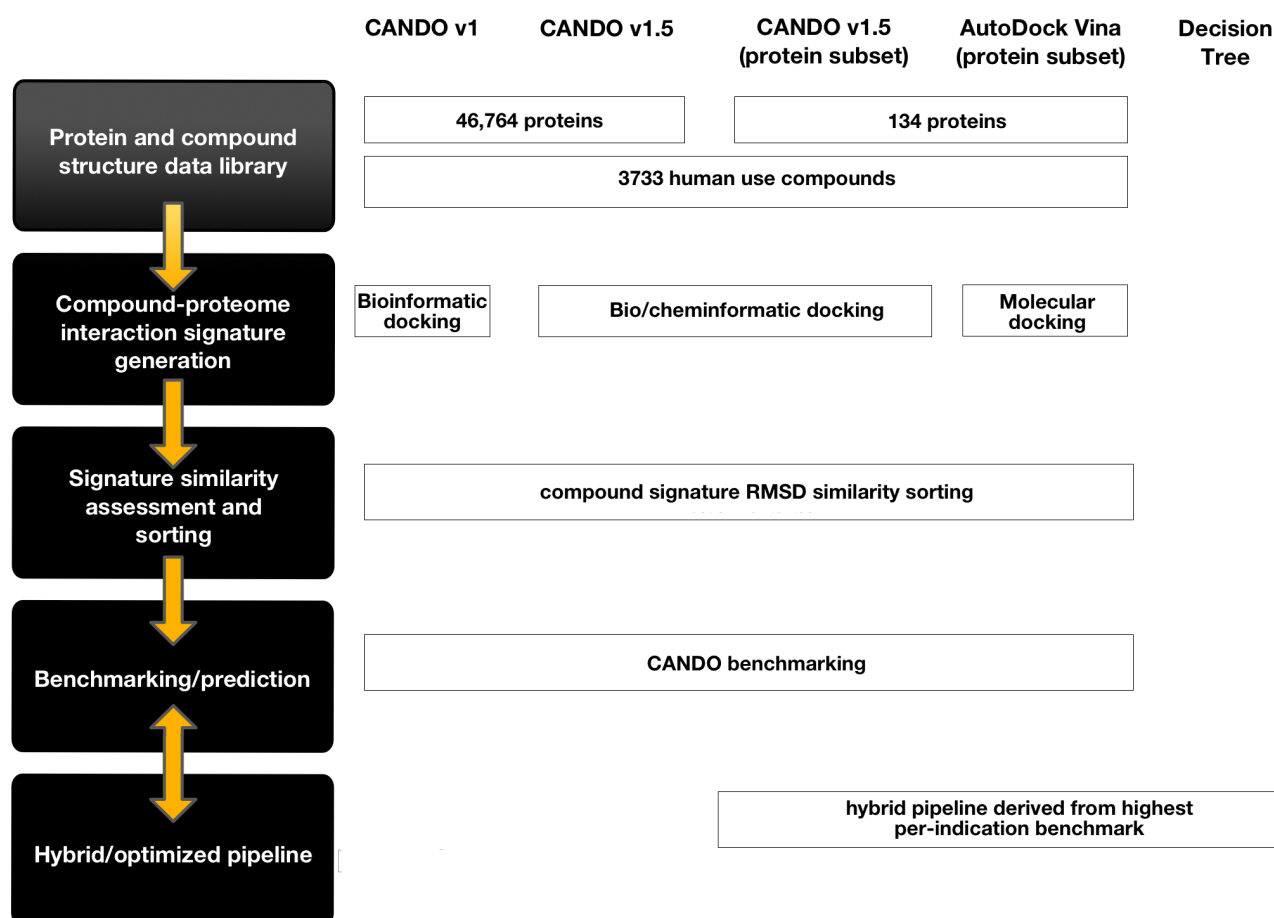 CANDO v1
CANDO v1.5
CANDO v1.5
(protein subset)
AutoDock Vina
(protein subset)
Decision
Tree
Protein and compound
structure data library
46,764 proteins
134 proteins
3733 human use compounds
Compound-proteome
interaction signature
generation
Bioinformatic
docking
Bio/cheminformatic docking
Molecular
docking
Signature similarity
assessment and
sorting
compound signature RMSD similarity sorting
Benchmarking/prediction
CANDO benchmarking
Hybrid/optimized pipeline
hybrid pipeline derived from highest
per-indication benchmark